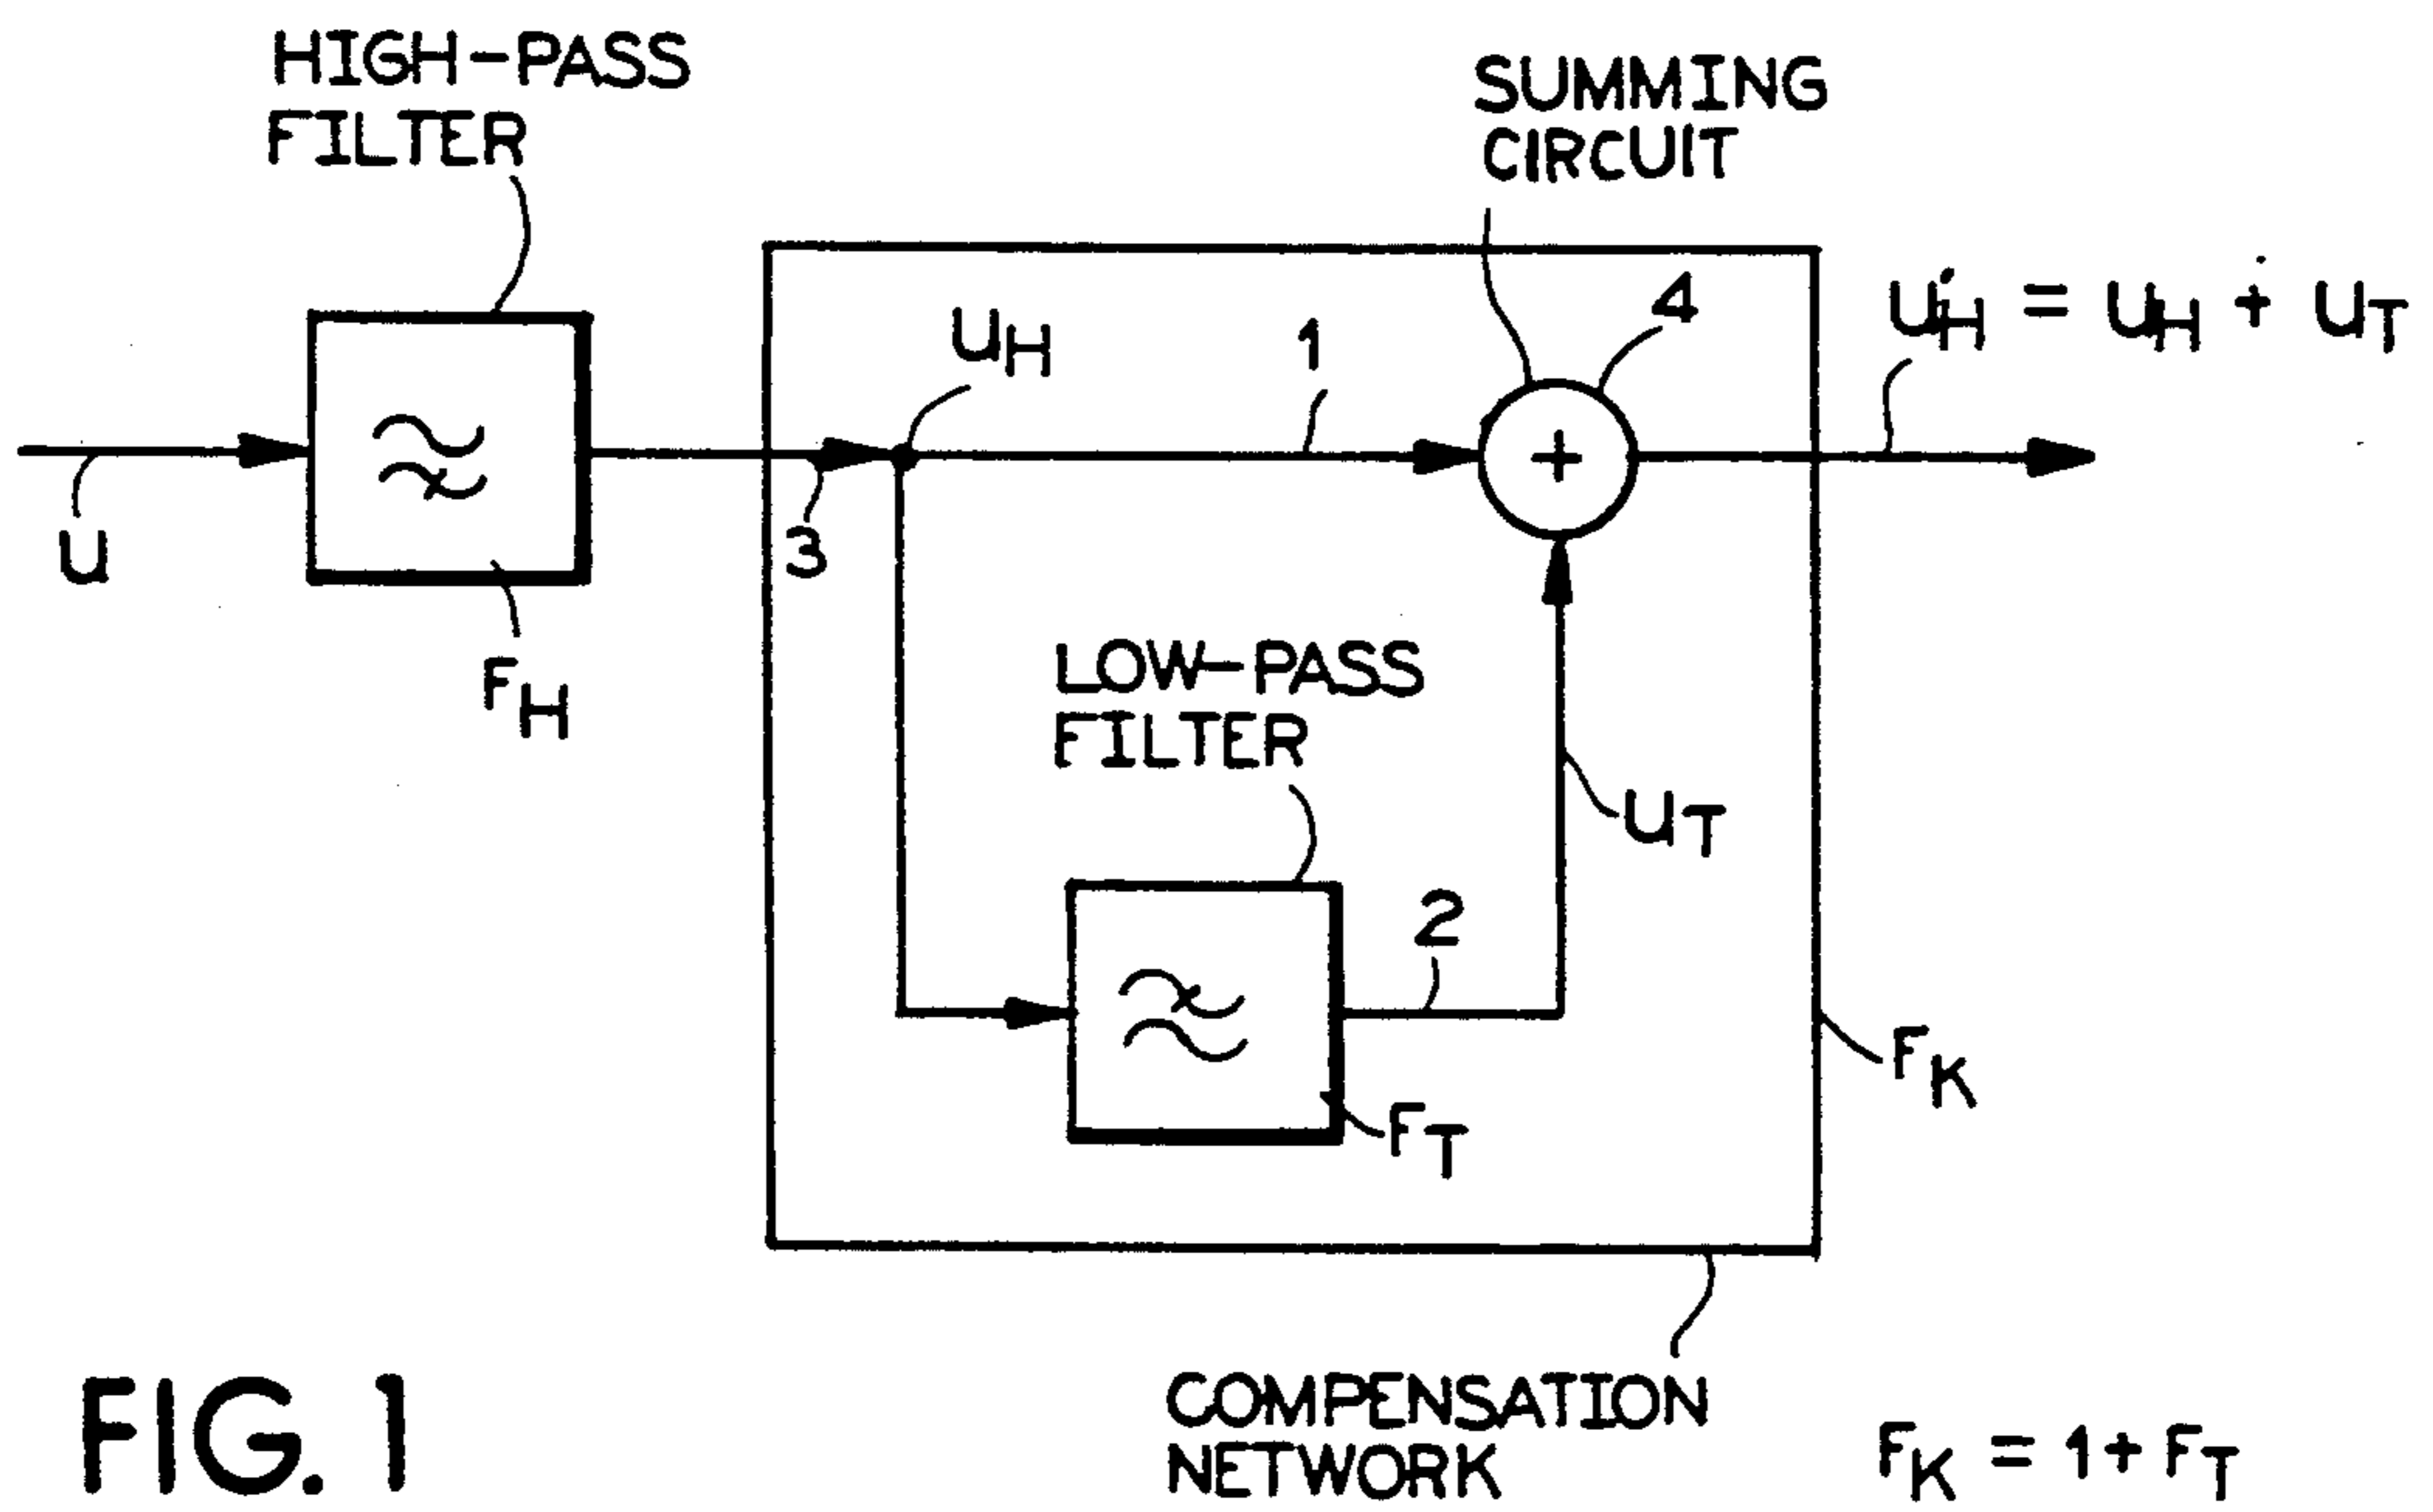 HIGH-PASS
FILTER
SUMMING
CIRCUIT
4
u'H = uH + uT
uH
1
u
3
FH
LOW-PASS
FILTER
uT
2
FT
FK
COMPENSATION
NETWORK
FK = 1 + FT
FIG. 1